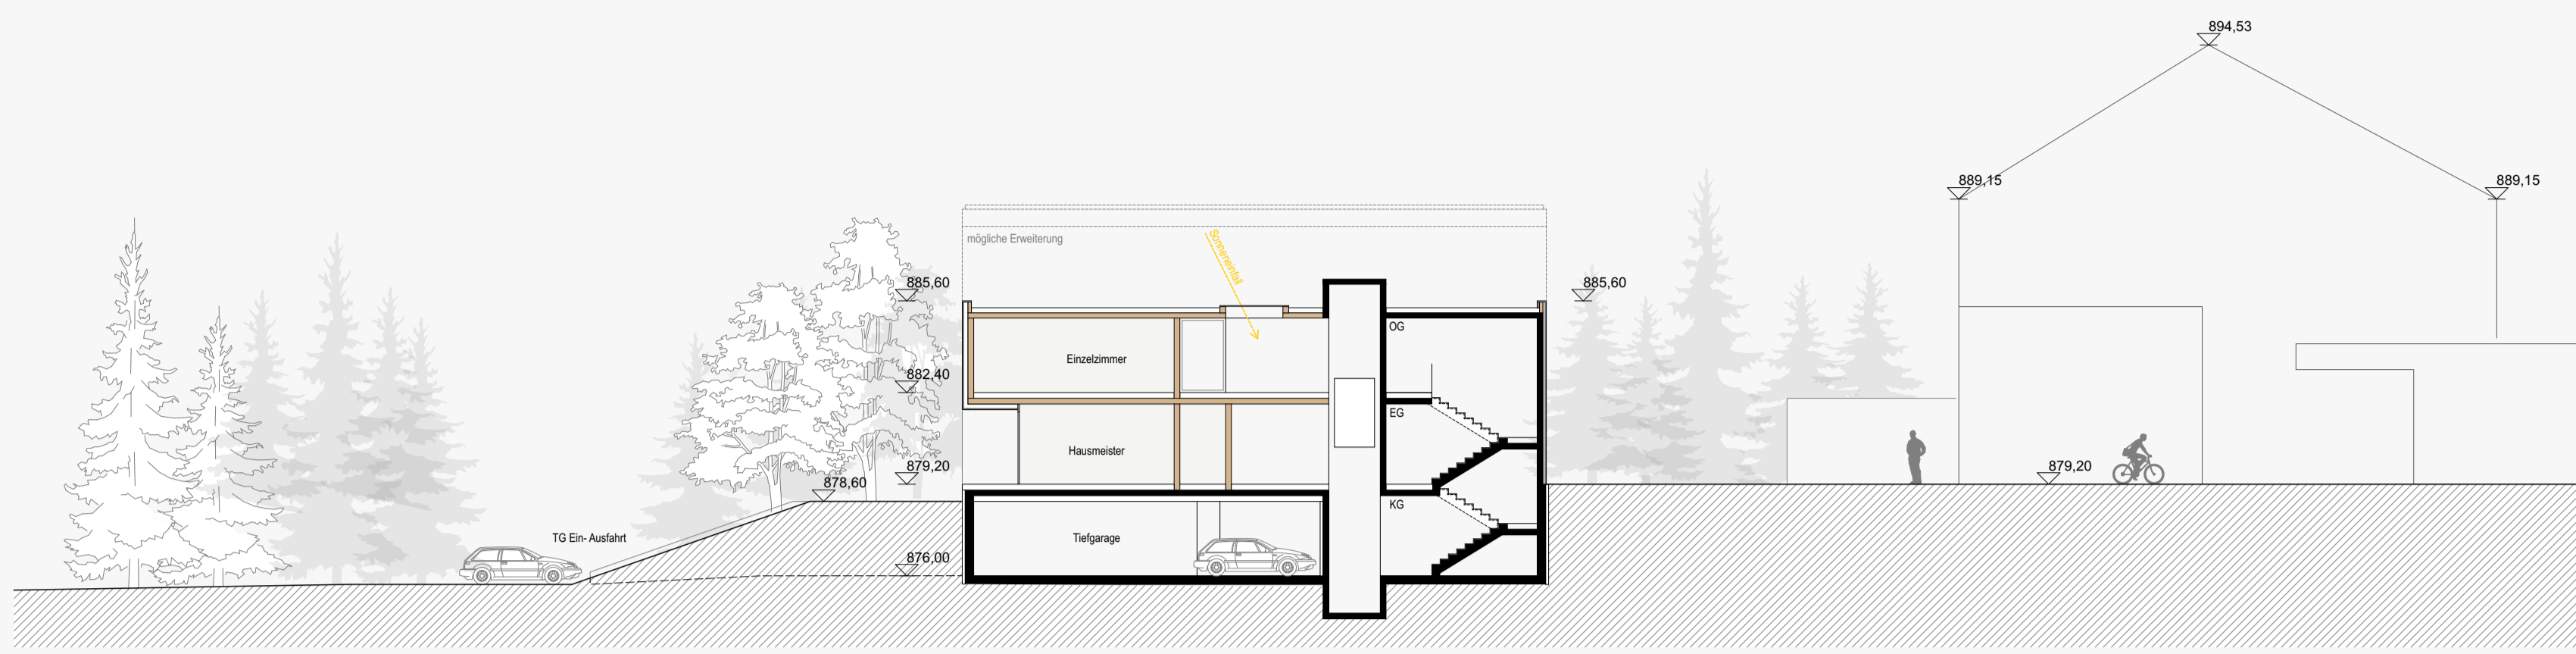 894,53
889,15
889,15
mögliche Erweiterung
Sonneneinfall
885,60
885,60
OG
Einzelzimmer
882,40
EG
Hausmeister
879,20
879,20
878,60
KG
TG Ein- Ausfahrt
Tiefgarage
876,00